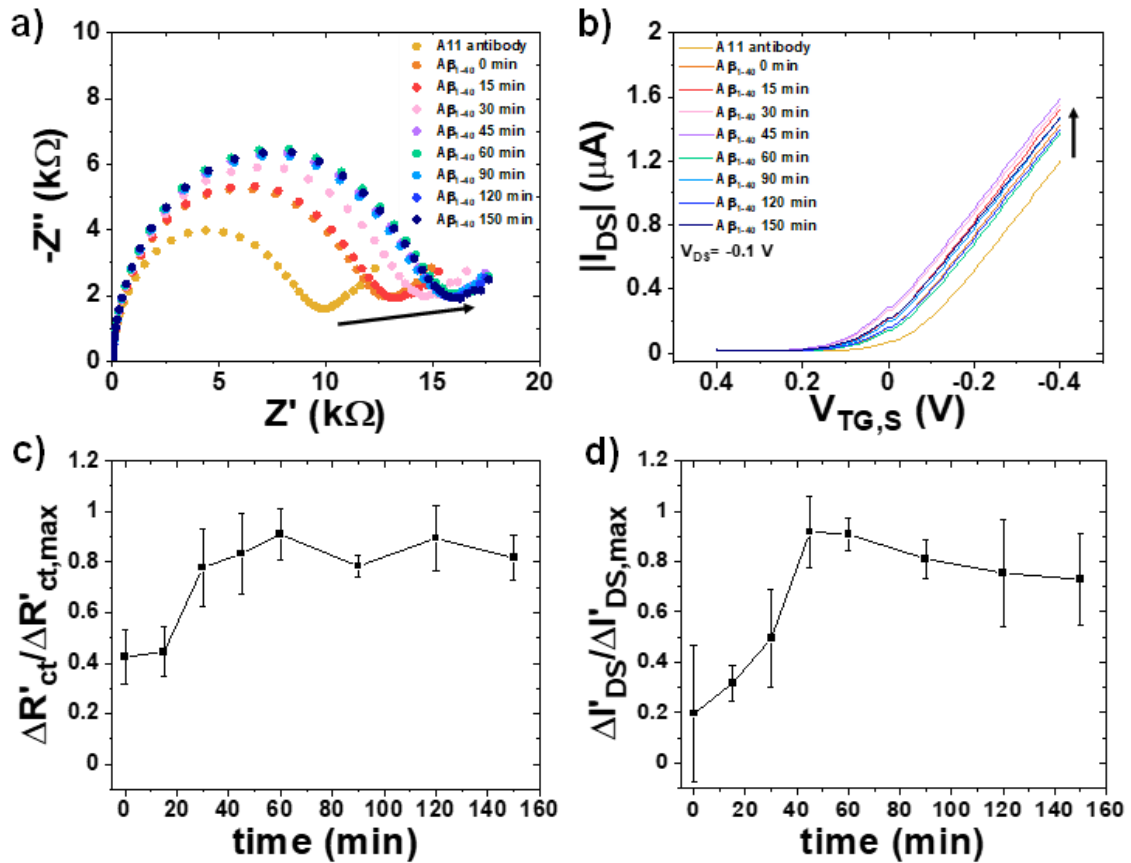 a)
10
8
6
4
2
0
-Z'' (kΩ)
A11 antibody
Aβ1-40 0 min
Aβ1-40 15 min
Aβ1-40 30 min
Aβ1-40 45 min
Aβ1-40 60 min
Aβ1-40 90 min
Aβ1-40 120 min
Aβ1-40 150 min
0 5 10 15 20
Z' (kΩ)
b)
2
1.6
1.2
0.8
0.4
0
|IDS| (μA)
A11 antibody
Aβ1-40 0 min
Aβ1-40 15 min
Aβ1-40 30 min
Aβ1-40 45 min
Aβ1-40 60 min
Aβ1-40 90 min
Aβ1-40 120 min
Aβ1-40 150 min
VDS= -0.1 V
0.4 0.2 0 -0.2 -0.4
VTG,S (V)
c)
1.2
1
0.8
0.6
0.4
0.2
0
ΔR'ct/ΔR'ct,max
0 20 40 60 80 100 120 140 160
time (min)
d)
1.2
1
0.8
0.6
0.4
0.2
0
ΔI'DS/ΔI'DS,max
0 20 40 60 80 100 120 140 160
time (min)